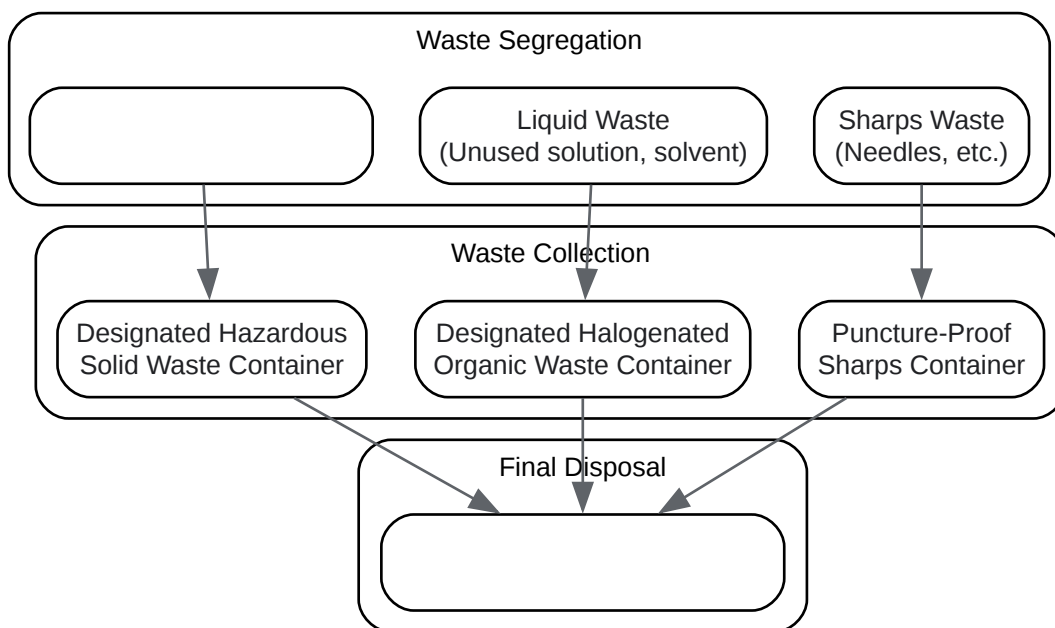 Waste Segregation
Liquid Waste
(Unused solution, solvent)
Sharps Waste
(Needles, etc.)
Waste Collection
Designated Hazardous
Solid Waste Container
Designated Halogenated
Organic Waste Container
Puncture-Proof
Sharps Container
Final Disposal